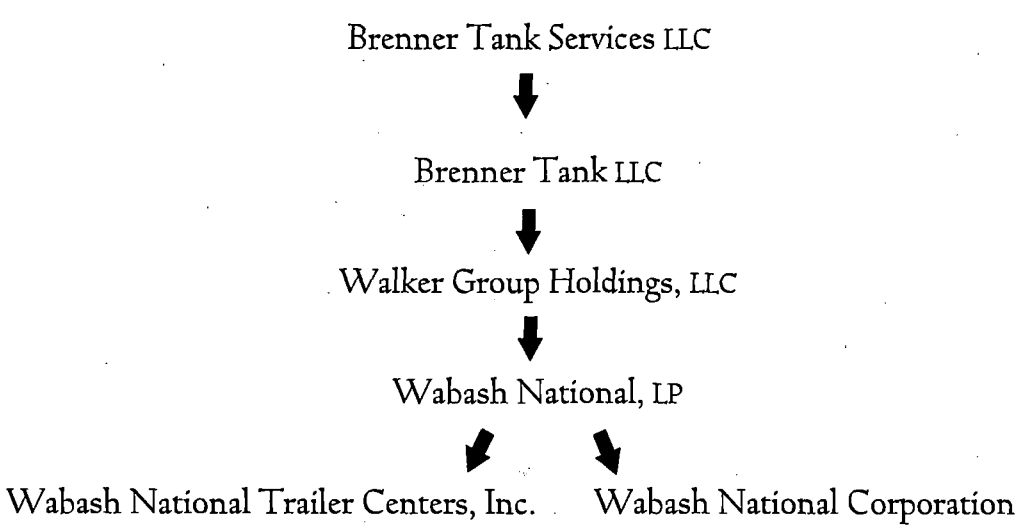 Brenner Tank Services LLC
Brenner Tank LLC
Walker Group Holdings, LLC
Wabash National, LP
Wabash National Trailer Centers, Inc. Wabash National Corporation